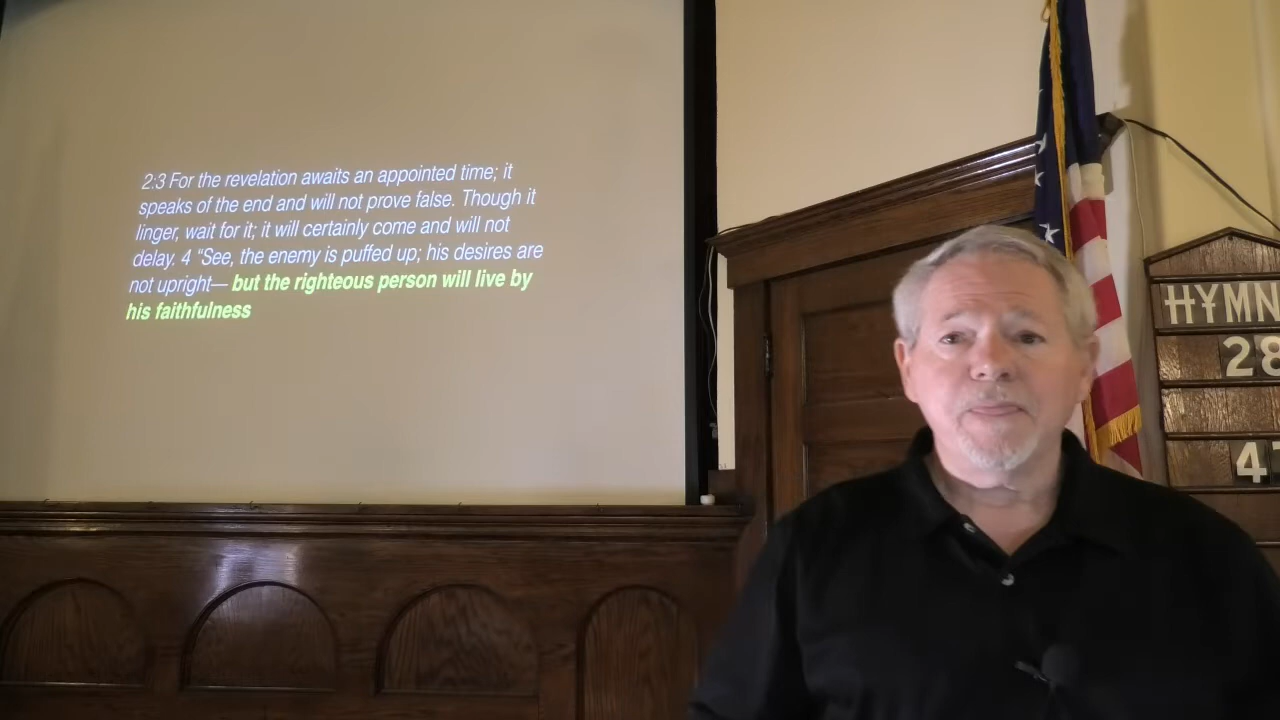 2:3 For the revelation awaits an appointed time; it
speaks of the end and will not prove false. Though it
linger, wait for it; it will certainly come and will not
delay. 4 “See, the enemy is puffed up; his desires are
not upright— but the righteous person will live by
his faithfulness
HYMN
28
4